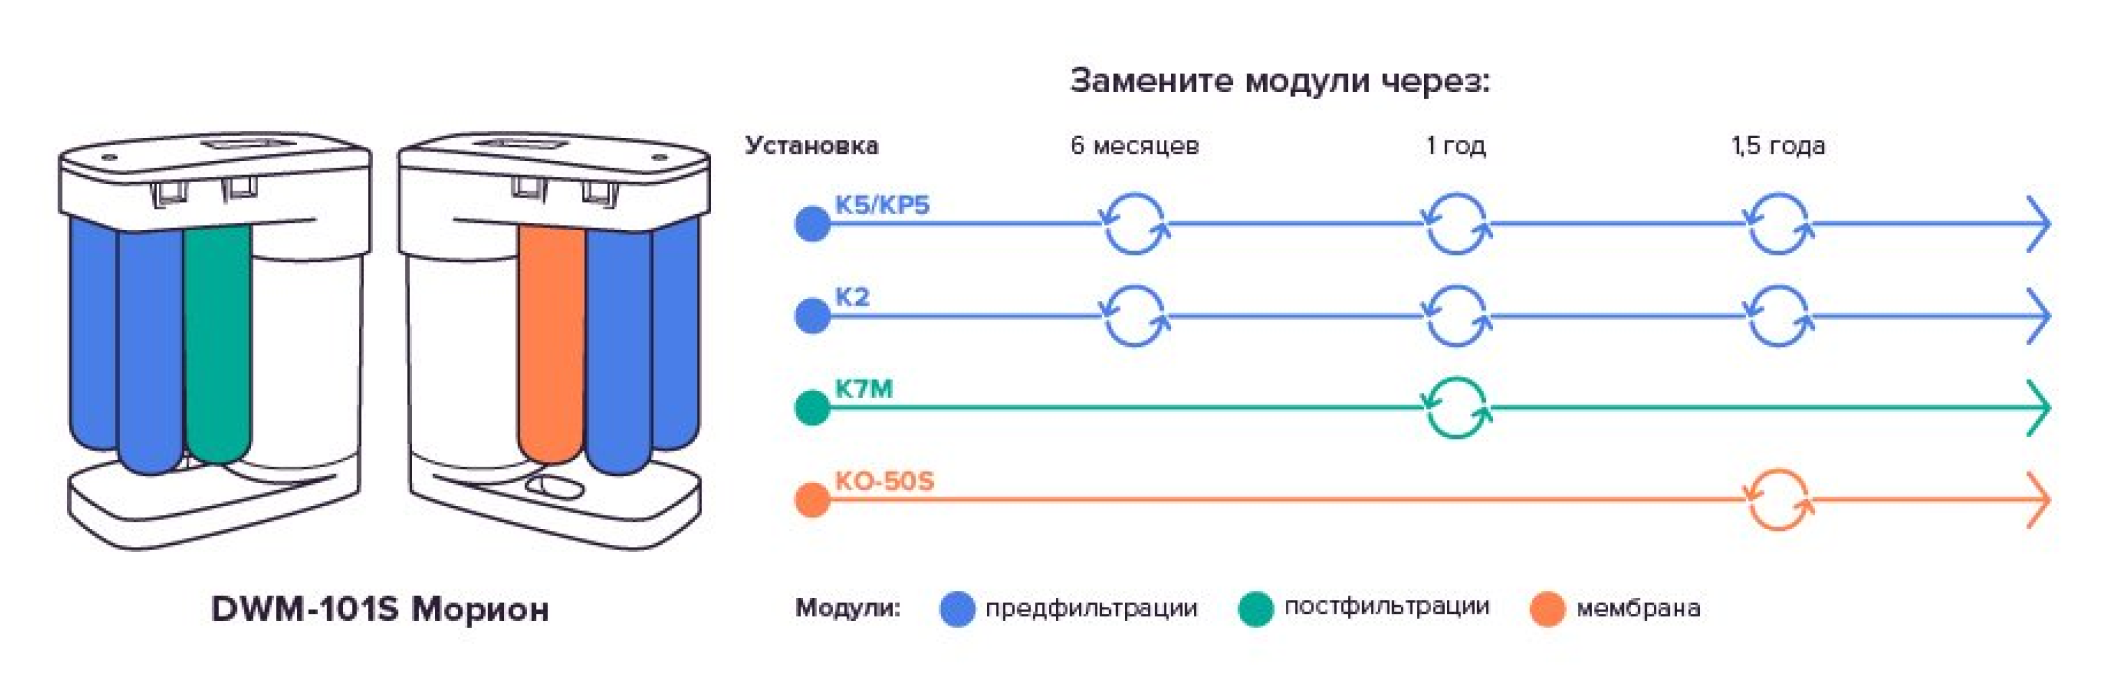 Замените модули через:
Установка 6 месяцев 1 год 1,5 года
K5/KP5
K2
K7M
KO-50S
DWM-101S Морион
Модули: предфильтрации постфильтрации мембрана